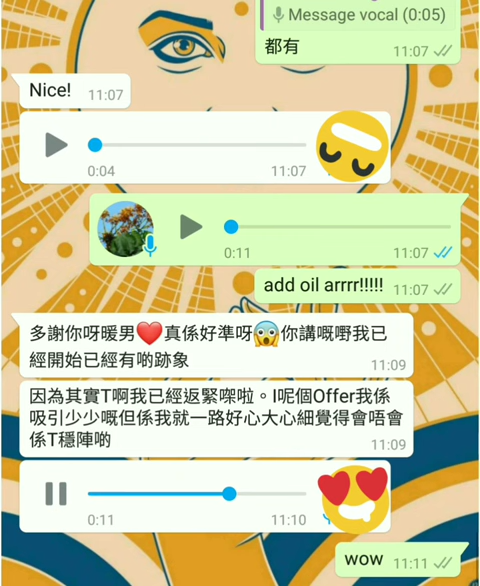 Message vocal (0:05)
都有
11:07
Nice!
11:07
0:04
11:07
0:11
11:07
add oil arrrr!!!!!
11:07
多謝你呀暖男❤️真係好準呀😱你講嘅嘢我已
經開始已經有啲跡象
11:09
因為其實T啊我已經返緊㗎啦。I呢個Offer我係
吸引少少嘅但係我就一路好心大心細覺得會唔會
係T穩陣啲
11:09
0:11
11:10
wow
11:11